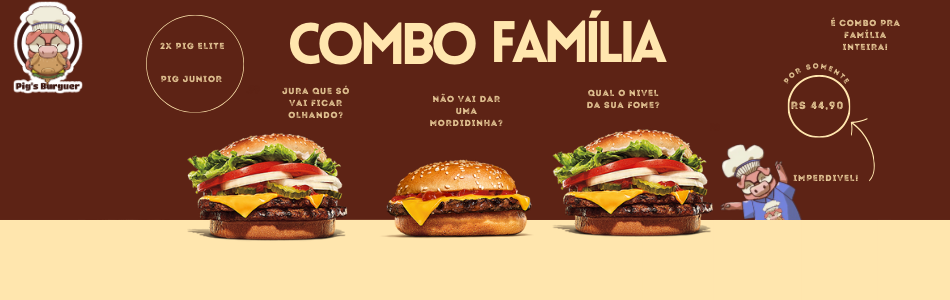 Pig's Burguer
2X PIG ELITE
PIG JUNIOR
COMBO FAMÍLIA
JURA QUE SÓ
VAI FICAR
OLHANDO?
NÃO VAI DAR
UMA
MORDIDINHA?
QUAL O NIVEL
DA SUA FOME?
É COMBO PRA
FAMÍLIA
INTEIRA!
POR SOMENTE
RS 44,90
IMPERDIVEL!